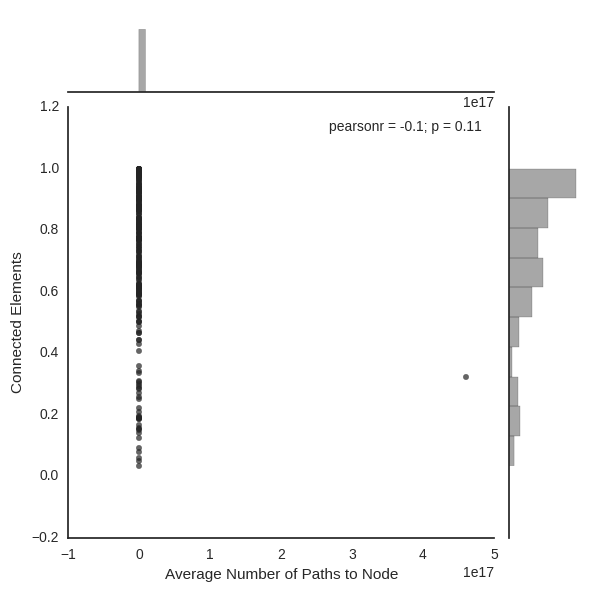 1e17
1.2
pearsonr = -0.1; p = 0.11
1.0
0.8
0.6
Connected Elements
0.4
0.2
0.0
−0.2
−1 0 1 2 3 4 5
Average Number of Paths to Node
1e17